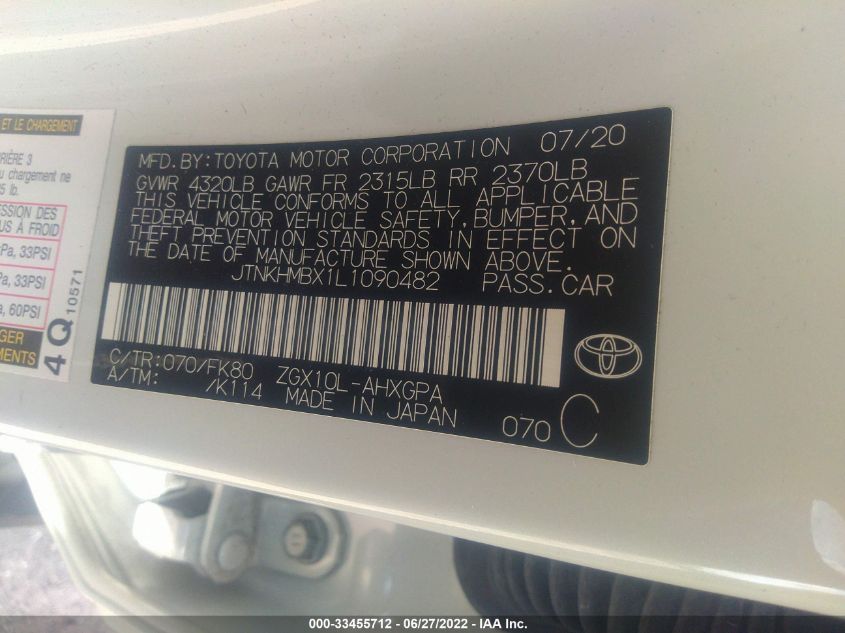 ET LE CHARGEMENT
RIÈRE 3
u chargement ne
5 lb.
ESSION DES
US À FROID
Pa, 33PSI
a, 33PSI
a, 60PSI
GER
EMENTS
4Q 10571
MFD.BY:TOYOTA MOTOR CORPORATION 07/20
GVWR 4320LB GAWR FR 2315LB RR 2370LB
THIS VEHICLE CONFORMS TO ALL APPLICABLE
FEDERAL MOTOR VEHICLE SAFETY,BUMPER,AND
THEFT PREVENTION STANDARDS IN EFFECT ON
THE DATE OF MANUFACTURE SHOWN ABOVE.
JTNKHMBX1L1090482 PASS.CAR
C/TR:070/FK80 ZGX10L-AHXGPA
A/TM: /K114 MADE IN JAPAN
070 C
000-33455712 - 06/27/2022 - IAA Inc.